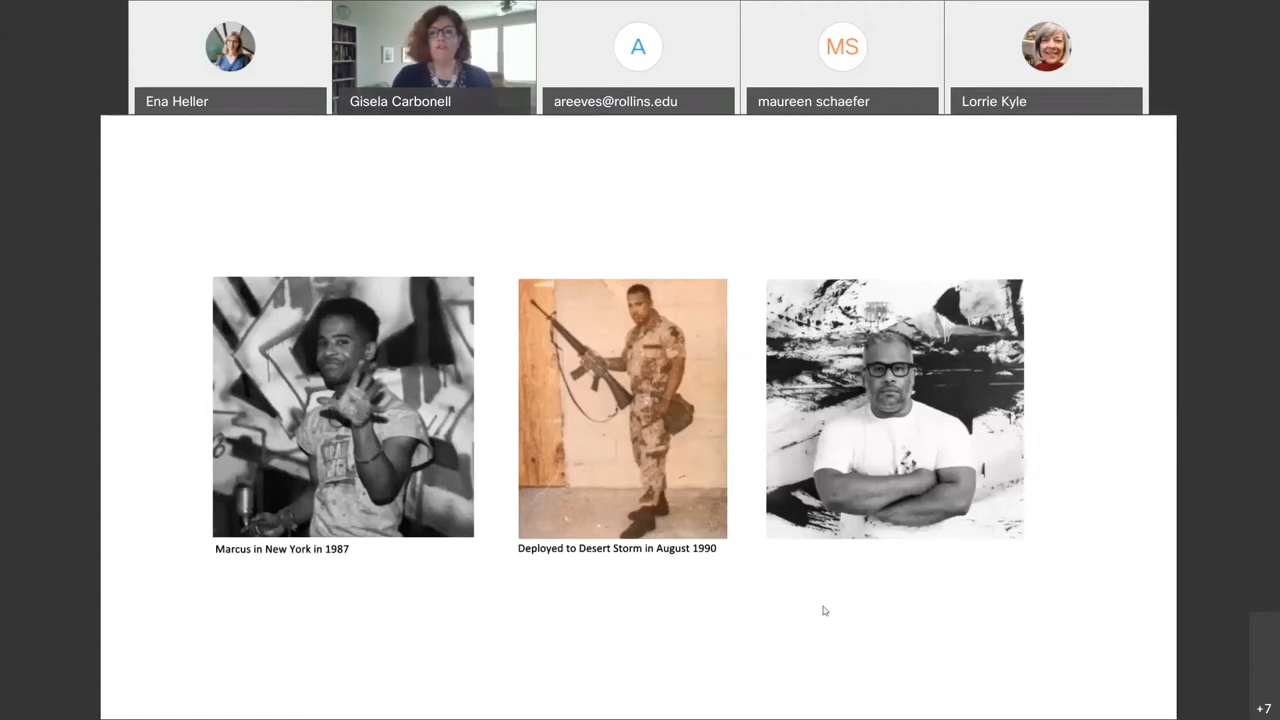 Ena Heller
Gisela Carbonell
A
areeves@rollins.edu
MS
maureen schaefer
Lorrie Kyle
Marcus in New York in 1987
Deployed to Desert Storm in August 1990
+7